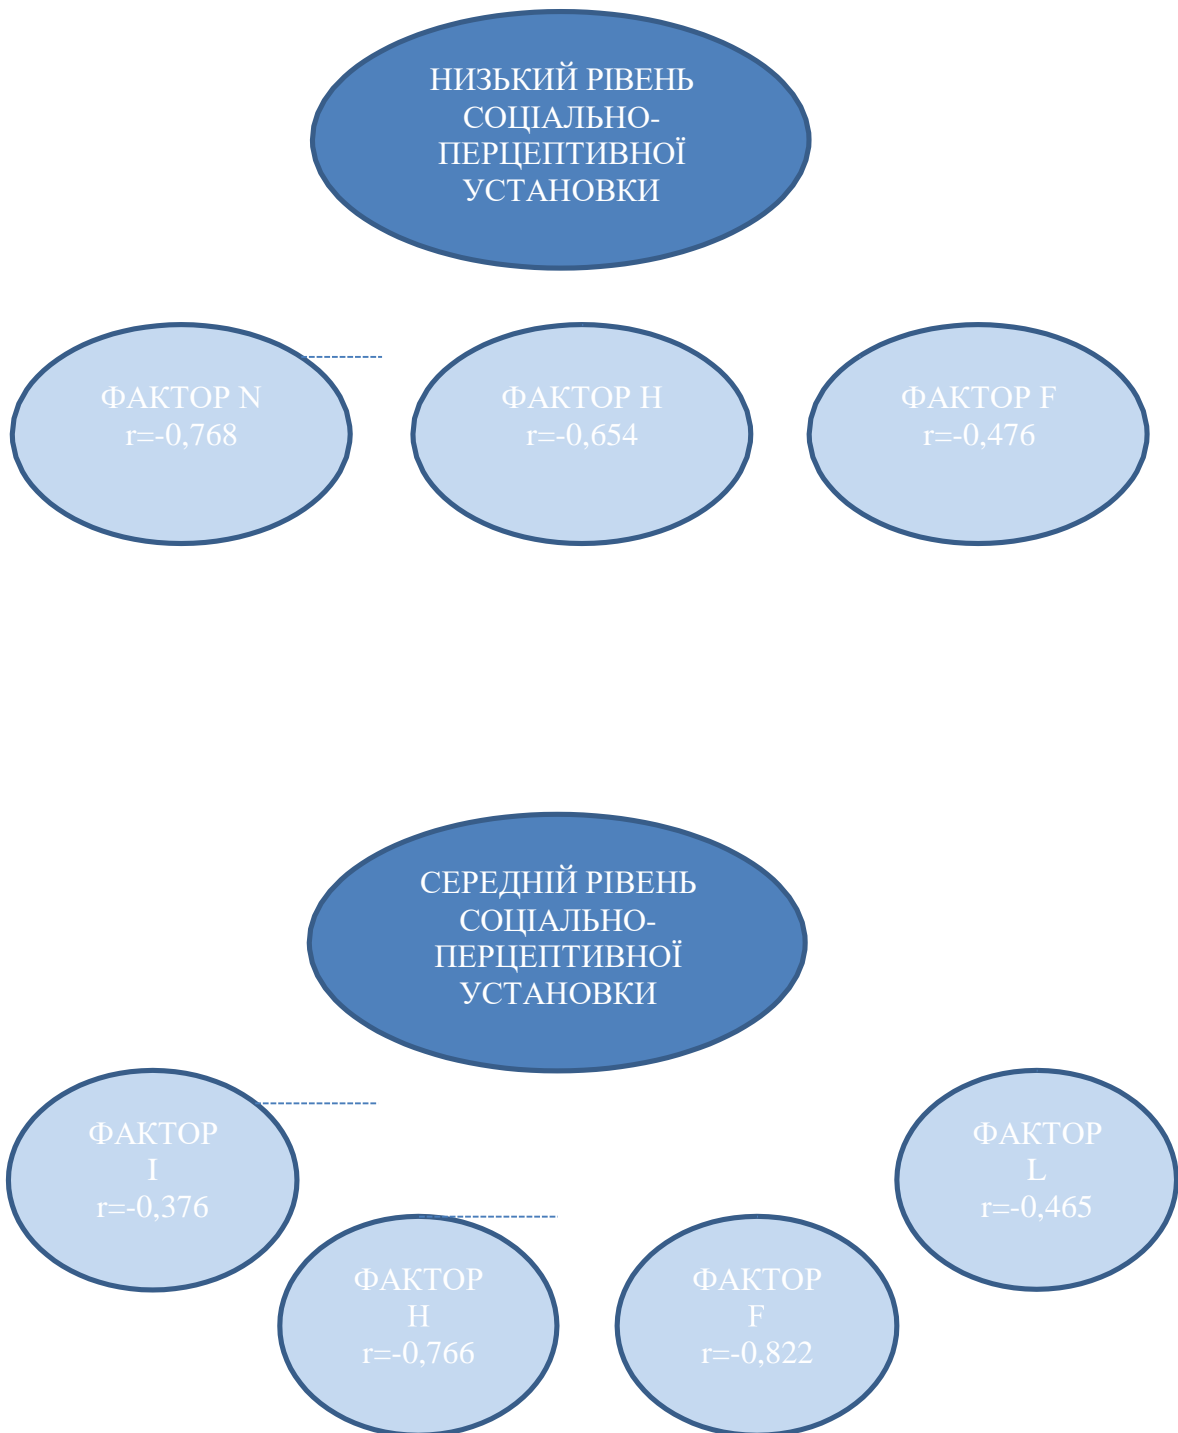 НИЗЬКИЙ РІВЕНЬ
СОЦІАЛЬНО-
ПЕРЦЕПТИВНОЇ
УСТАНОВКИ
ФАКТОР N
r=-0,768
ФАКТОР H
r=-0,654
ФАКТОР F
r=-0,476
СЕРЕДНІЙ РІВЕНЬ
СОЦІАЛЬНО-
ПЕРЦЕПТИВНОЇ
УСТАНОВКИ
ФАКТОР
I
r=-0,376
ФАКТОР
H
r=-0,766
ФАКТОР
F
r=-0,822
ФАКТОР
L
r=-0,465